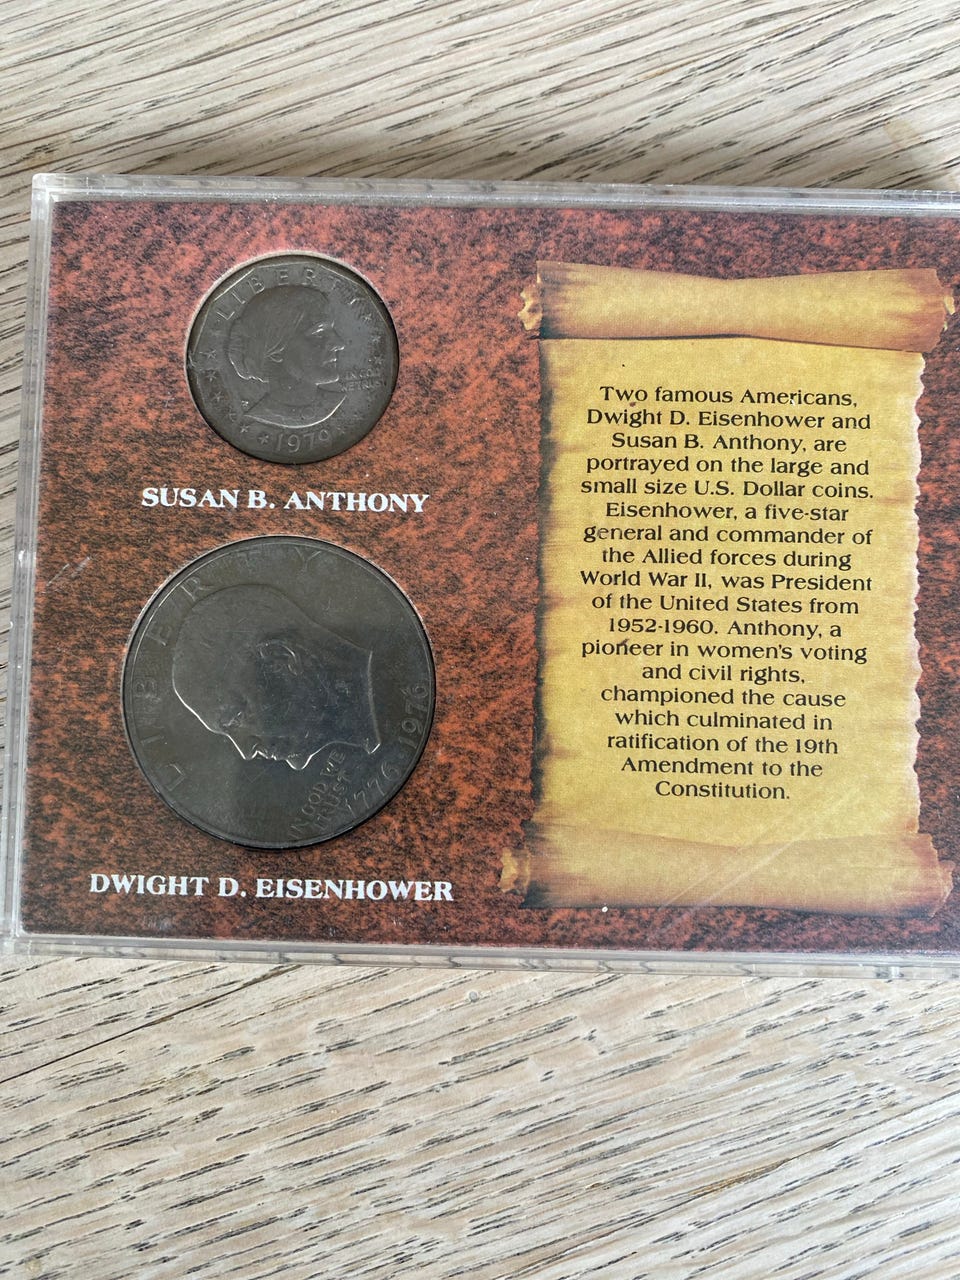 LIBERTY
IN GOD
WE TRUST
1979
SUSAN B. ANTHONY
LIBERTY
IN GOD WE
TRUST
1776·1976
DWIGHT D. EISENHOWER
Two famous Americans,
Dwight D. Eisenhower and
Susan B. Anthony, are
portrayed on the large and
small size U.S. Dollar coins.
Eisenhower, a five-star
general and commander of
the Allied forces during
World War II, was President
of the United States from
1952-1960. Anthony, a
pioneer in women's voting
and civil rights,
championed the cause
which culminated in
ratification of the 19th
Amendment to the
Constitution.